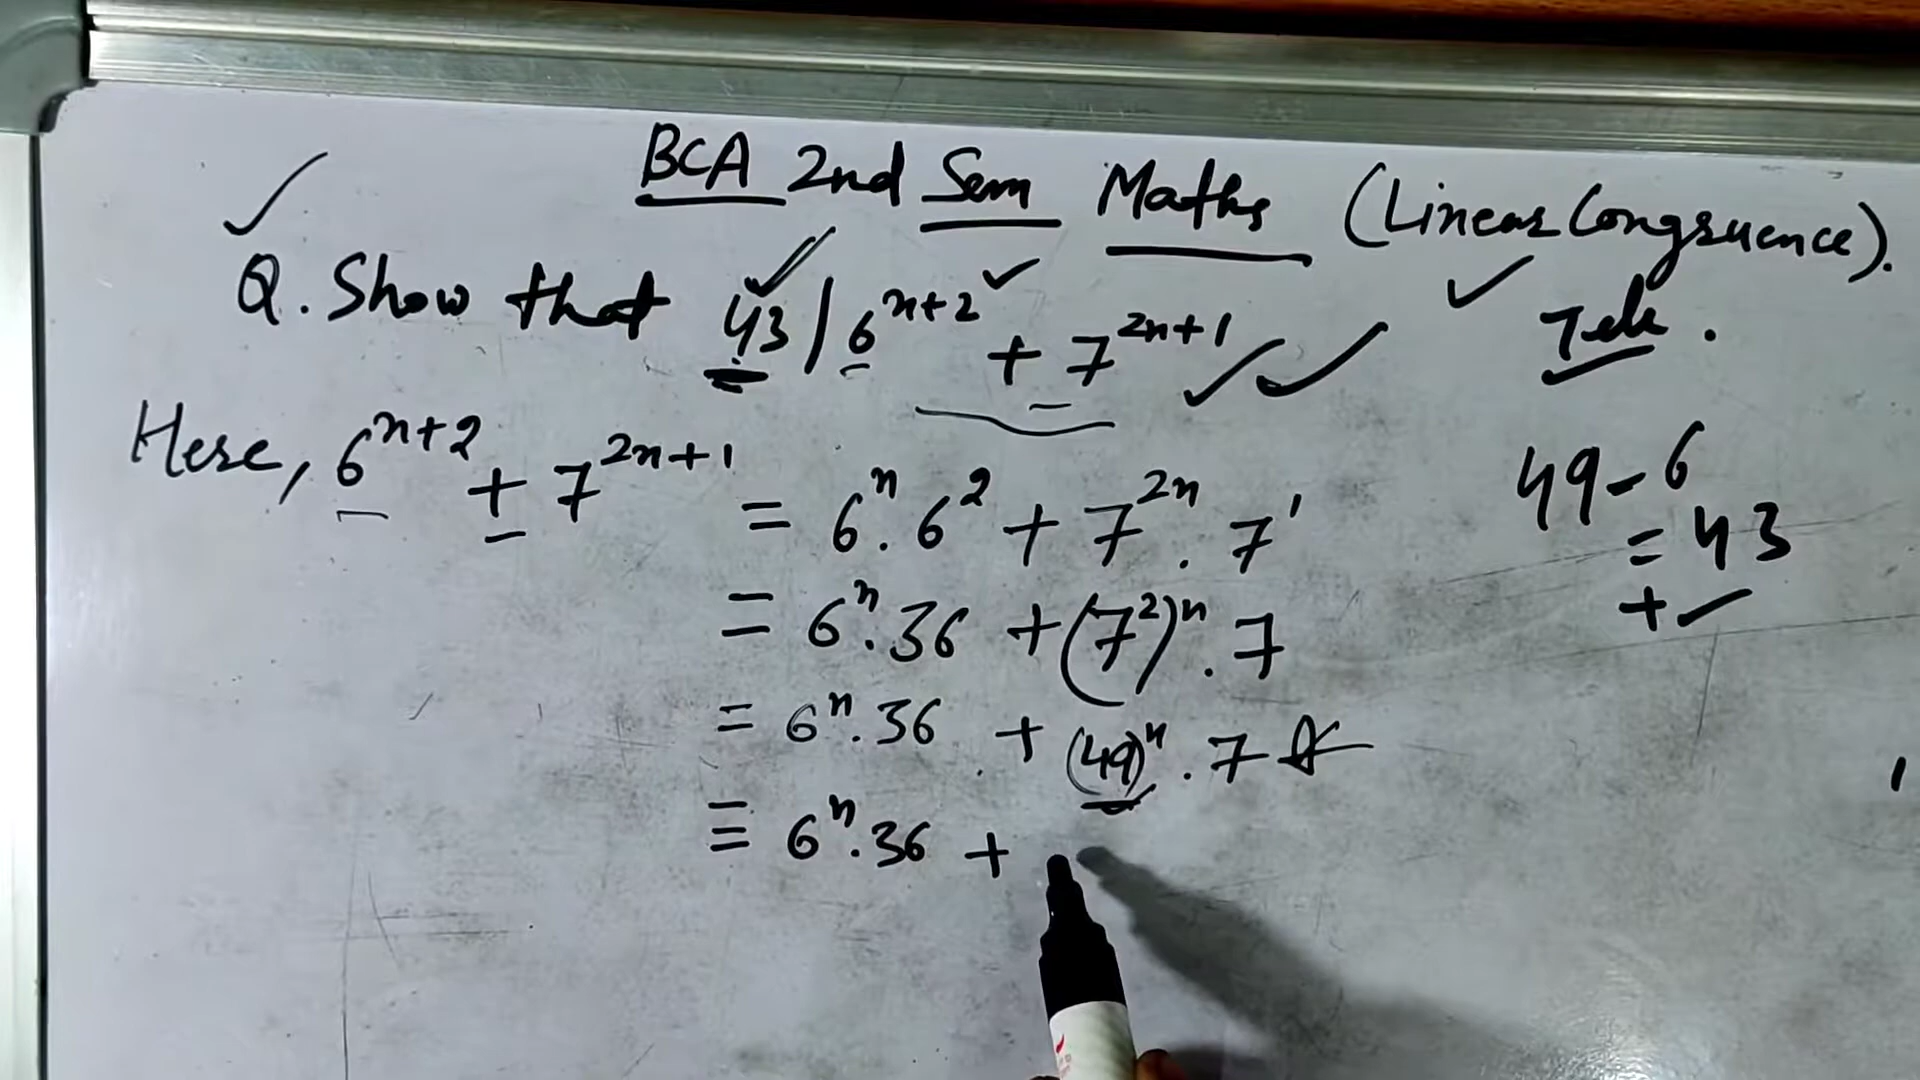 BCA 2nd Sem Maths (Linear Congruence).
Q. Show that 43 / 6^{n+2} + 7^{2n+1}
Here, 6^{n+2} + 7^{2n+1} = 6^n . 6^2 + 7^{2n} . 7^1
= 6^n . 36 + (7^2)^n . 7
= 6^n . 36 + (49)^n . 7
≡ 6^n . 36 +
49 - 6
= 43
+